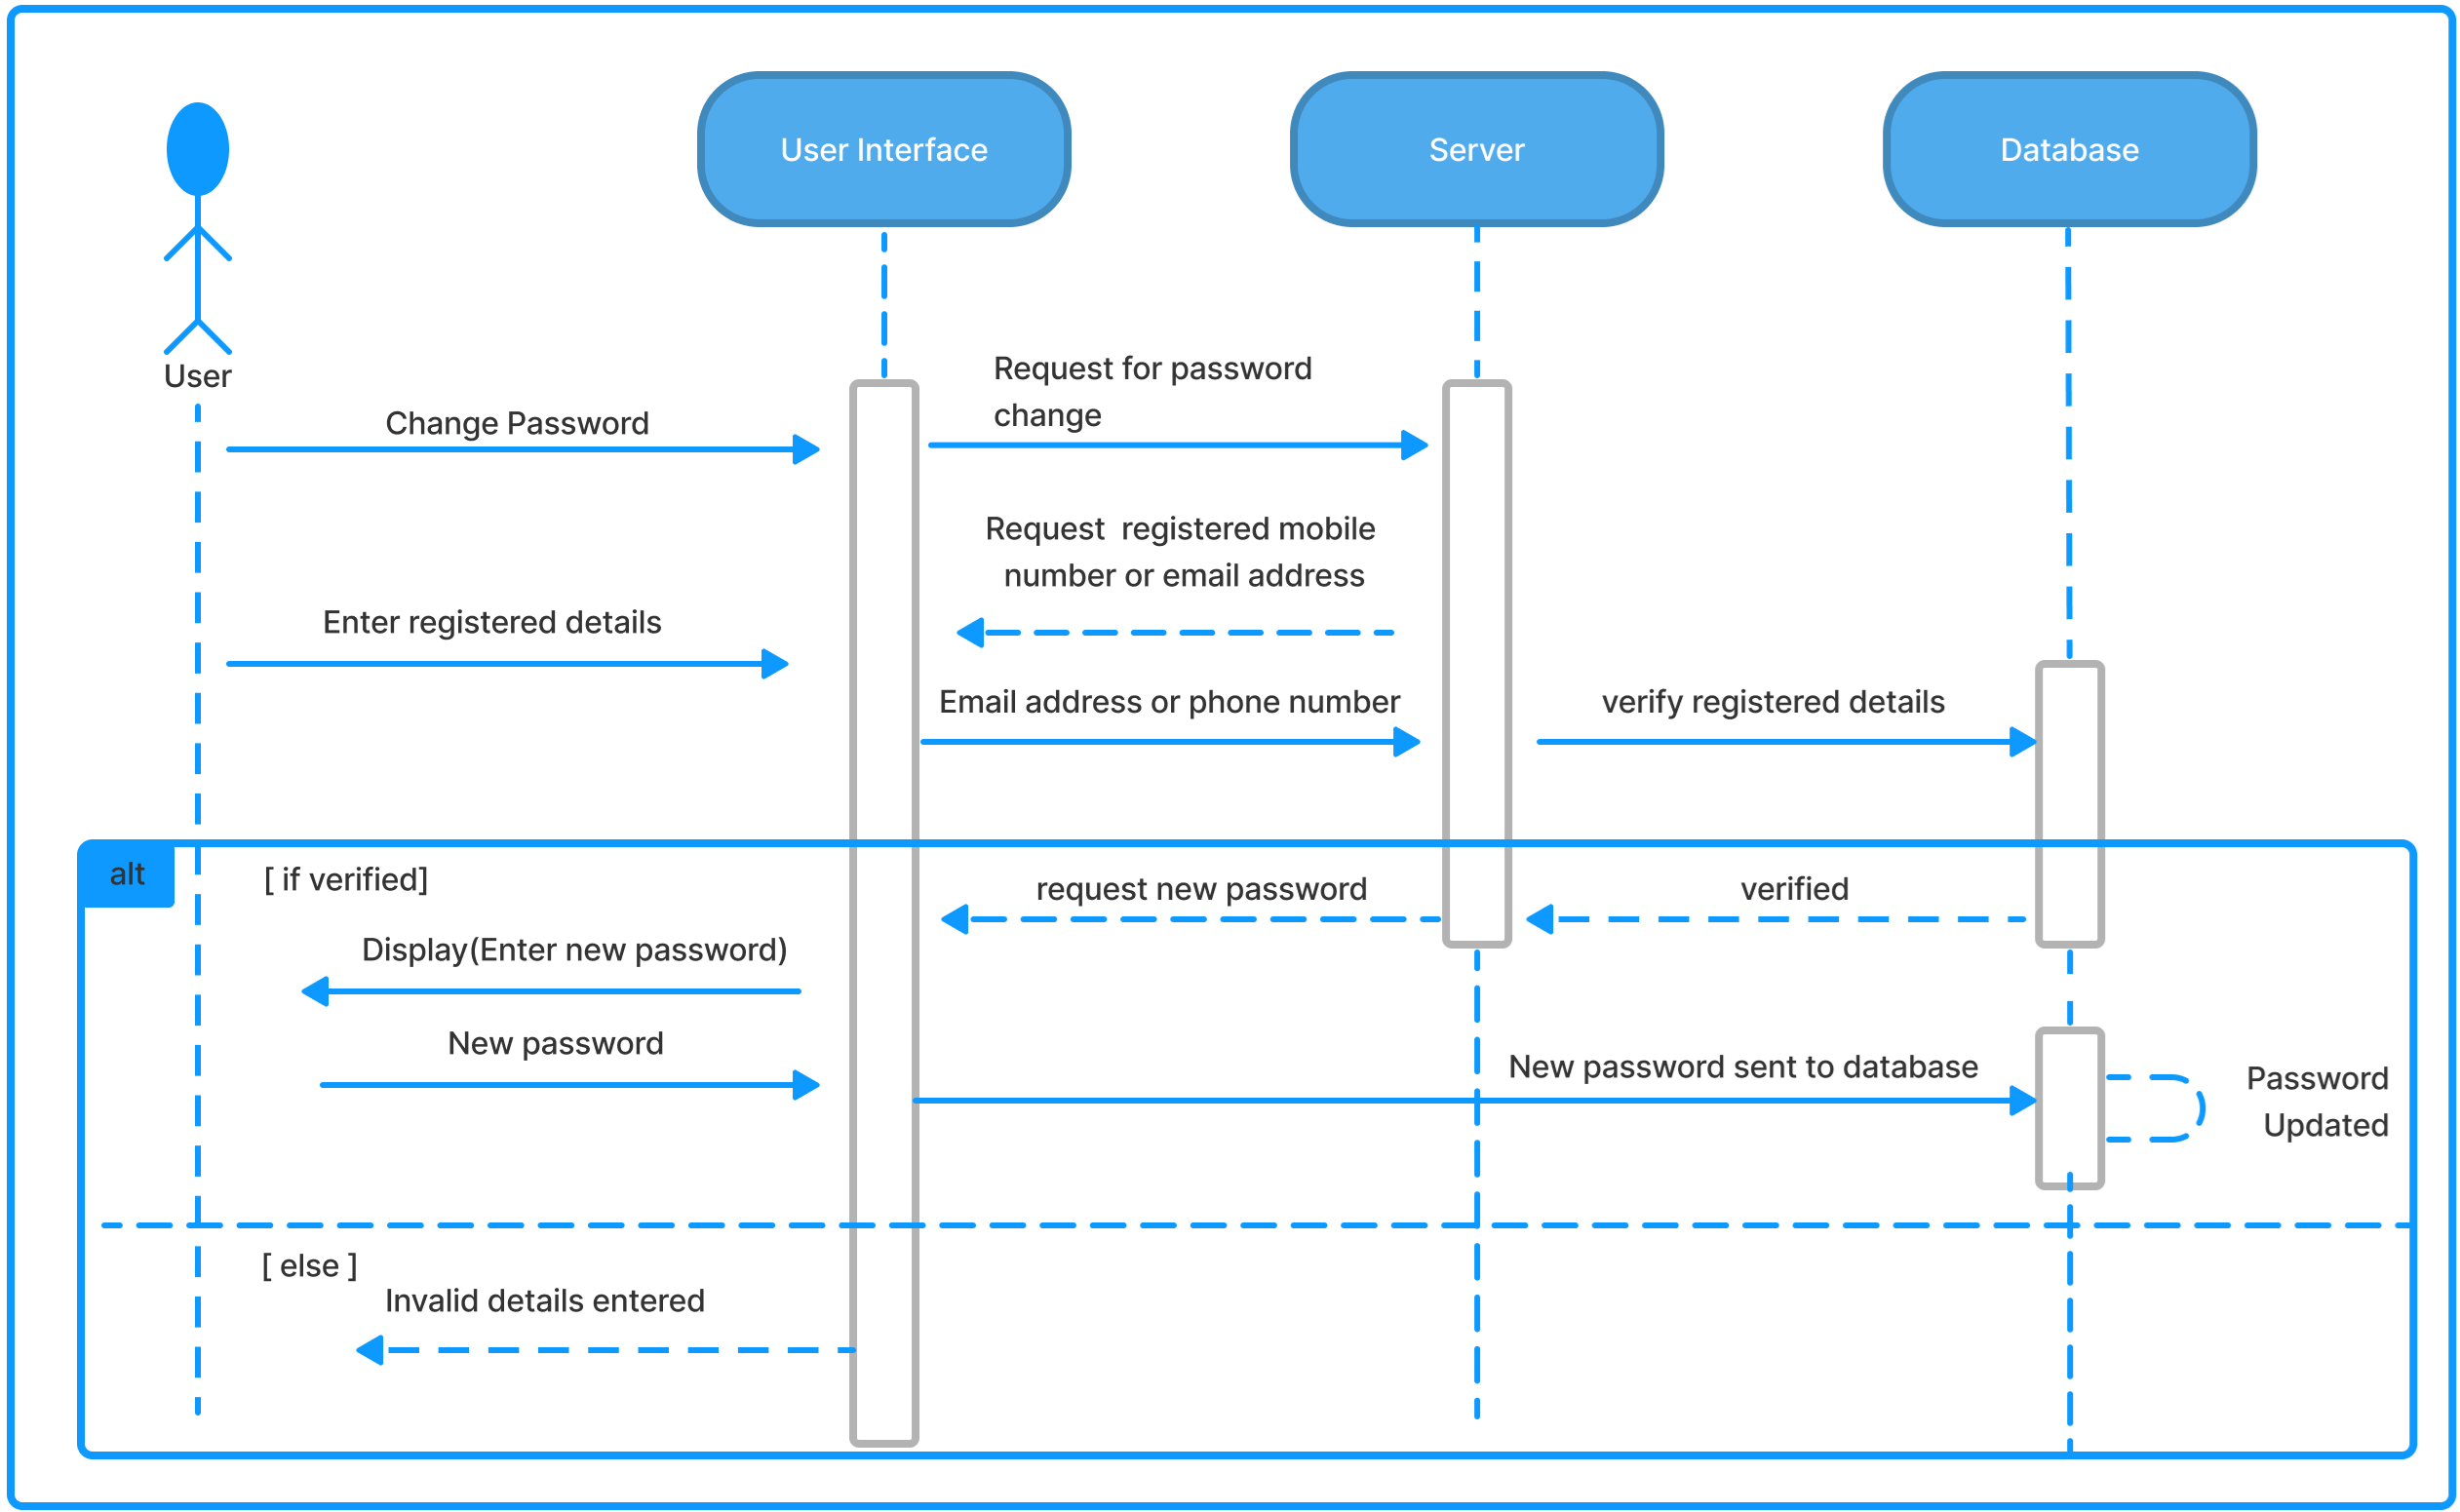 User Interface
Server
Database
User
Change Password
Request for password
change
Request  registered mobile
number or email address
Enter registered details
Email address or phone number
verify registered details
alt
[ if verified]
request new password
verified
Display(Enter new password)
New password
New password sent to database
Password
Updated
[ else ]
Invalid details entered